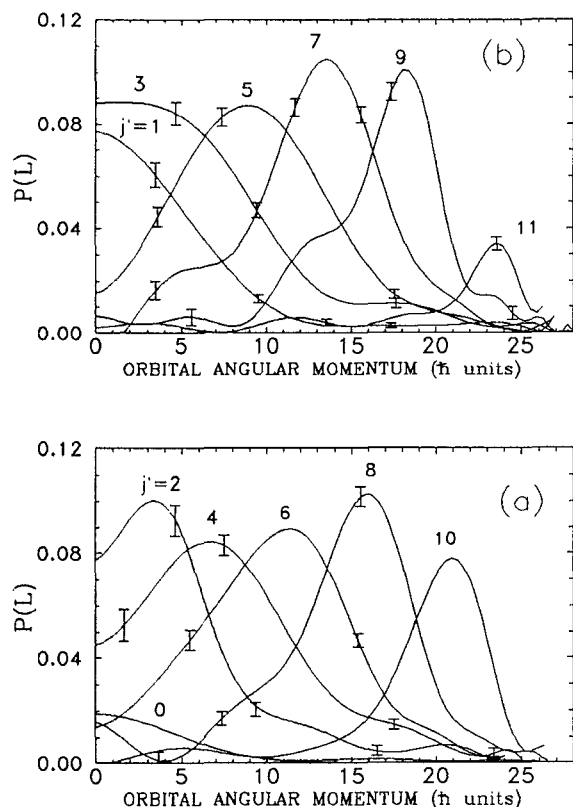 0.12
7
9
(b)
3
5
0.08
j'=1
P(L)
0.04
11
0.00
0 5 10 15 20 25
ORBITAL ANGULAR MOMENTUM (ħ units)
0.12
j'=2
8
(a)
4
6
10
0.08
P(L)
0.04
0
0.00
0 5 10 15 20 25
ORBITAL ANGULAR MOMENTUM (ħ units)